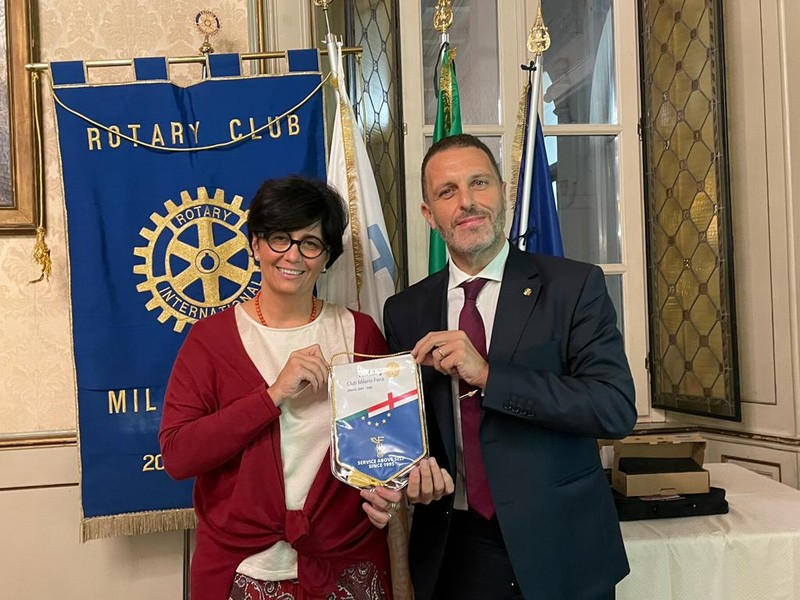 ROTARY CLUB
ROTARY
INTERNATIONAL
MIL
20
Club Milano Fiera
SERVICE ABOVE SELF
SINCE 1995